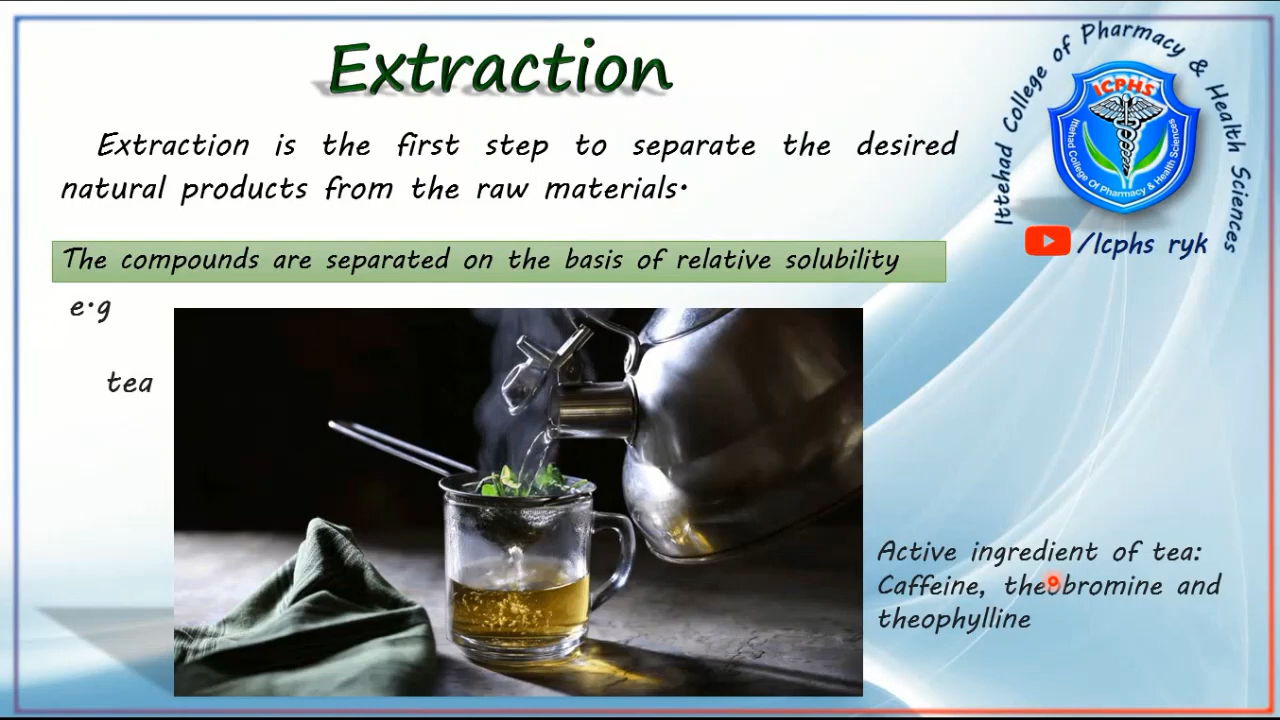 Extraction
Extraction is the first step to separate the desired
natural products from the raw materials.
The compounds are separated on the basis of relative solubility
e.g
tea
Active ingredient of tea:
Caffeine, theobromine and
theophylline
Ittehad College of Pharmacy & Health Sciences
ICPHS
Ittehad College Of Pharmacy & Health Sciences
/Icphs ryk